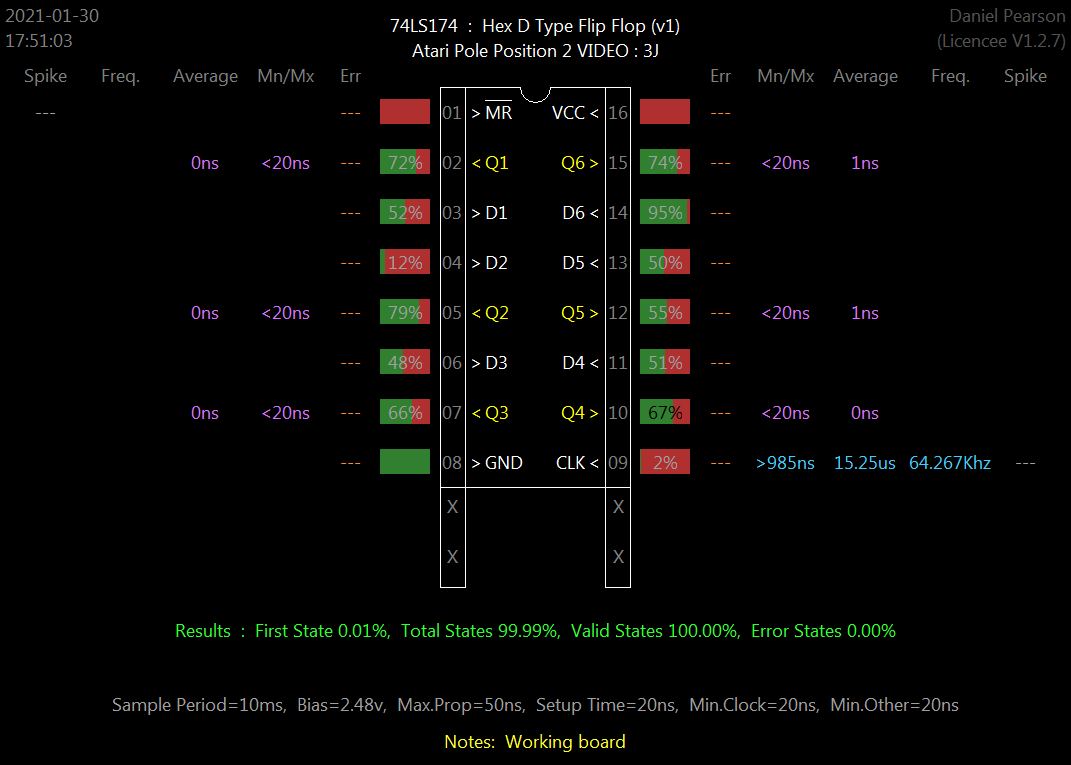 2021-01-30 74LS174 : Hex D Type Flip Flop (v1) Daniel Pearson
17:51:03 Atari Pole Position 2 VIDEO : 3J (Licencee V1.2.7)
Spike Freq. Average Mn/Mx Err Err Mn/Mx Average Freq. Spike
--- --- 01 > MR VCC < 16 ---
0ns <20ns --- 72% 02 < Q1 Q6 > 15 74% --- <20ns 1ns
--- 52% 03 > D1 D6 < 14 95% ---
--- 12% 04 > D2 D5 < 13 50% ---
0ns <20ns --- 79% 05 < Q2 Q5 > 12 55% --- <20ns 1ns
--- 48% 06 > D3 D4 < 11 51% ---
0ns <20ns --- 66% 07 < Q3 Q4 > 10 67% --- <20ns 0ns
--- 08 > GND CLK < 09 2% --- >985ns 15.25us 64.267Khz ---
X X
X X
Results : First State 0.01%, Total States 99.99%, Valid States 100.00%, Error States 0.00%
Sample Period=10ms, Bias=2.48v, Max.Prop=50ns, Setup Time=20ns, Min.Clock=20ns, Min.Other=20ns
Notes: Working board